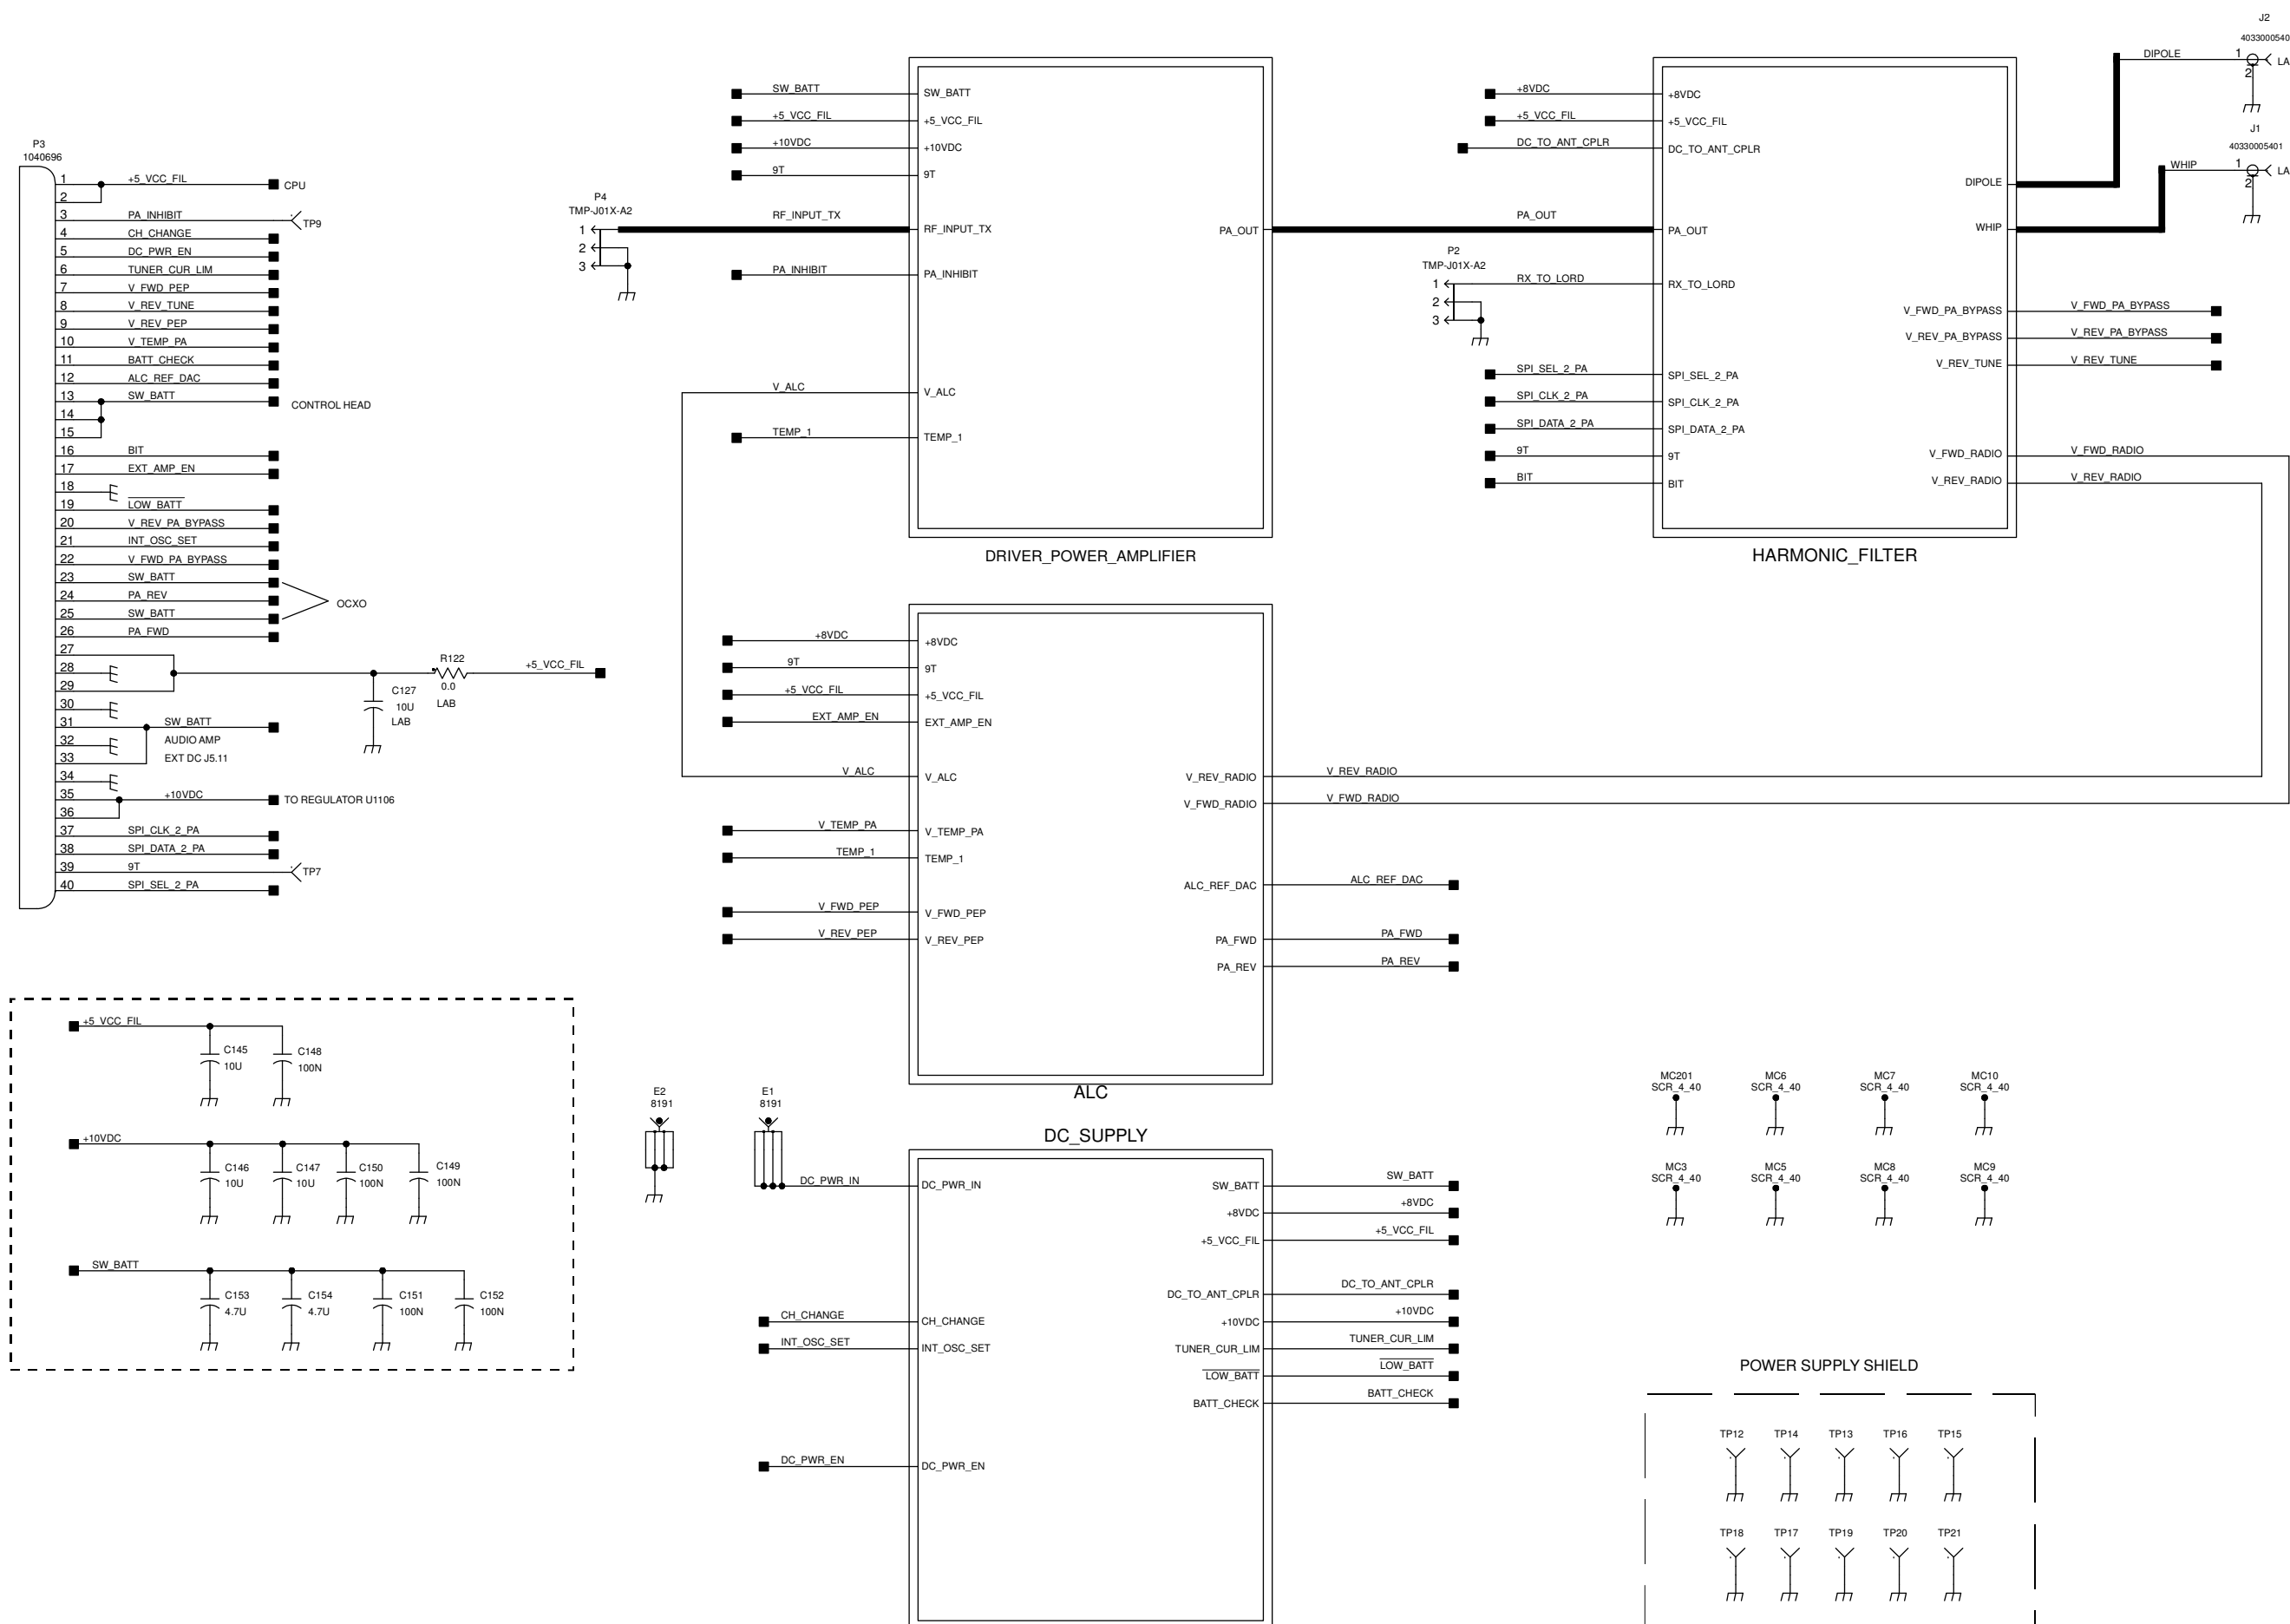 P3
1040696
1 +5_VCC_FIL CPU
2
3 PA_INHIBIT TP9
4 CH_CHANGE
5 DC_PWR_EN
6 TUNER_CUR_LIM
7 V_FWD_PEP
8 V_REV_TUNE
9 V_REV_PEP
10 V_TEMP_PA
11 BATT_CHECK
12 ALC_REF_DAC
13 SW_BATT
CONTROL HEAD
14
15
16 BIT
17 EXT_AMP_EN
18
19 LOW_BATT
20 V_REV_PA_BYPASS
21 INT_OSC_SET
22 V_FWD_PA_BYPASS
23 SW_BATT
24 PA_REV OCXO
25 SW_BATT
26 PA_FWD
27
28
29
30
31 SW_BATT
32 AUDIO AMP
33 EXT DC J5.11
34
35 +10VDC TO REGULATOR U1106
36
37 SPI_CLK_2_PA
38 SPI_DATA_2_PA
39 9T TP7
40 SPI_SEL_2_PA
R122
0.0
LAB
+5_VCC_FIL
C127
10U
LAB
P4
TMP-J01X-A2
1
2
3
SW_BATT SW_BATT
+5_VCC_FIL +5_VCC_FIL
+10VDC +10VDC
9T 9T
RF_INPUT_TX RF_INPUT_TX
PA_INHIBIT PA_INHIBIT
V_ALC V_ALC
TEMP_1 TEMP_1
PA_OUT
DRIVER_POWER_AMPLIFIER
PA_OUT
P2
TMP-J01X-A2
1
2
3
+8VDC +8VDC
+5_VCC_FIL +5_VCC_FIL
DC_TO_ANT_CPLR DC_TO_ANT_CPLR
PA_OUT
RX_TO_LORD RX_TO_LORD
SPI_SEL_2_PA SPI_SEL_2_PA
SPI_CLK_2_PA SPI_CLK_2_PA
SPI_DATA_2_PA SPI_DATA_2_PA
9T 9T
BIT BIT
DIPOLE DIPOLE
WHIP WHIP
V_FWD_PA_BYPASS V_FWD_PA_BYPASS
V_REV_PA_BYPASS V_REV_PA_BYPASS
V_REV_TUNE V_REV_TUNE
V_FWD_RADIO V_FWD_RADIO
V_REV_RADIO V_REV_RADIO
HARMONIC_FILTER
J2
4033000540
1
2
LA
J1
40330005401
1
2
LA
+8VDC +8VDC
9T 9T
+5_VCC_FIL +5_VCC_FIL
EXT_AMP_EN EXT_AMP_EN
V_ALC V_ALC
V_TEMP_PA V_TEMP_PA
TEMP_1 TEMP_1
V_FWD_PEP V_FWD_PEP
V_REV_PEP V_REV_PEP
V_REV_RADIO V_REV_RADIO
V_FWD_RADIO V_FWD_RADIO
ALC_REF_DAC ALC_REF_DAC
PA_FWD PA_FWD
PA_REV PA_REV
ALC
+5_VCC_FIL
C145
10U
C148
100N
+10VDC
C146
10U
C147
10U
C150
100N
C149
100N
SW_BATT
C153
4.7U
C154
4.7U
C151
100N
C152
100N
E2
8191
E1
8191
DC_SUPPLY
DC_PWR_IN DC_PWR_IN
CH_CHANGE CH_CHANGE
INT_OSC_SET INT_OSC_SET
DC_PWR_EN DC_PWR_EN
SW_BATT SW_BATT
+8VDC +8VDC
+5_VCC_FIL +5_VCC_FIL
DC_TO_ANT_CPLR DC_TO_ANT_CPLR
+10VDC +10VDC
TUNER_CUR_LIM TUNER_CUR_LIM
LOW_BATT LOW_BATT
BATT_CHECK BATT_CHECK
MC201 MC6 MC7 MC10
SCR_4_40 SCR_4_40 SCR_4_40 SCR_4_40
MC3 MC5 MC8 MC9
SCR_4_40 SCR_4_40 SCR_4_40 SCR_4_40
POWER SUPPLY SHIELD
TP12 TP14 TP13 TP16 TP15
TP18 TP17 TP19 TP20 TP21